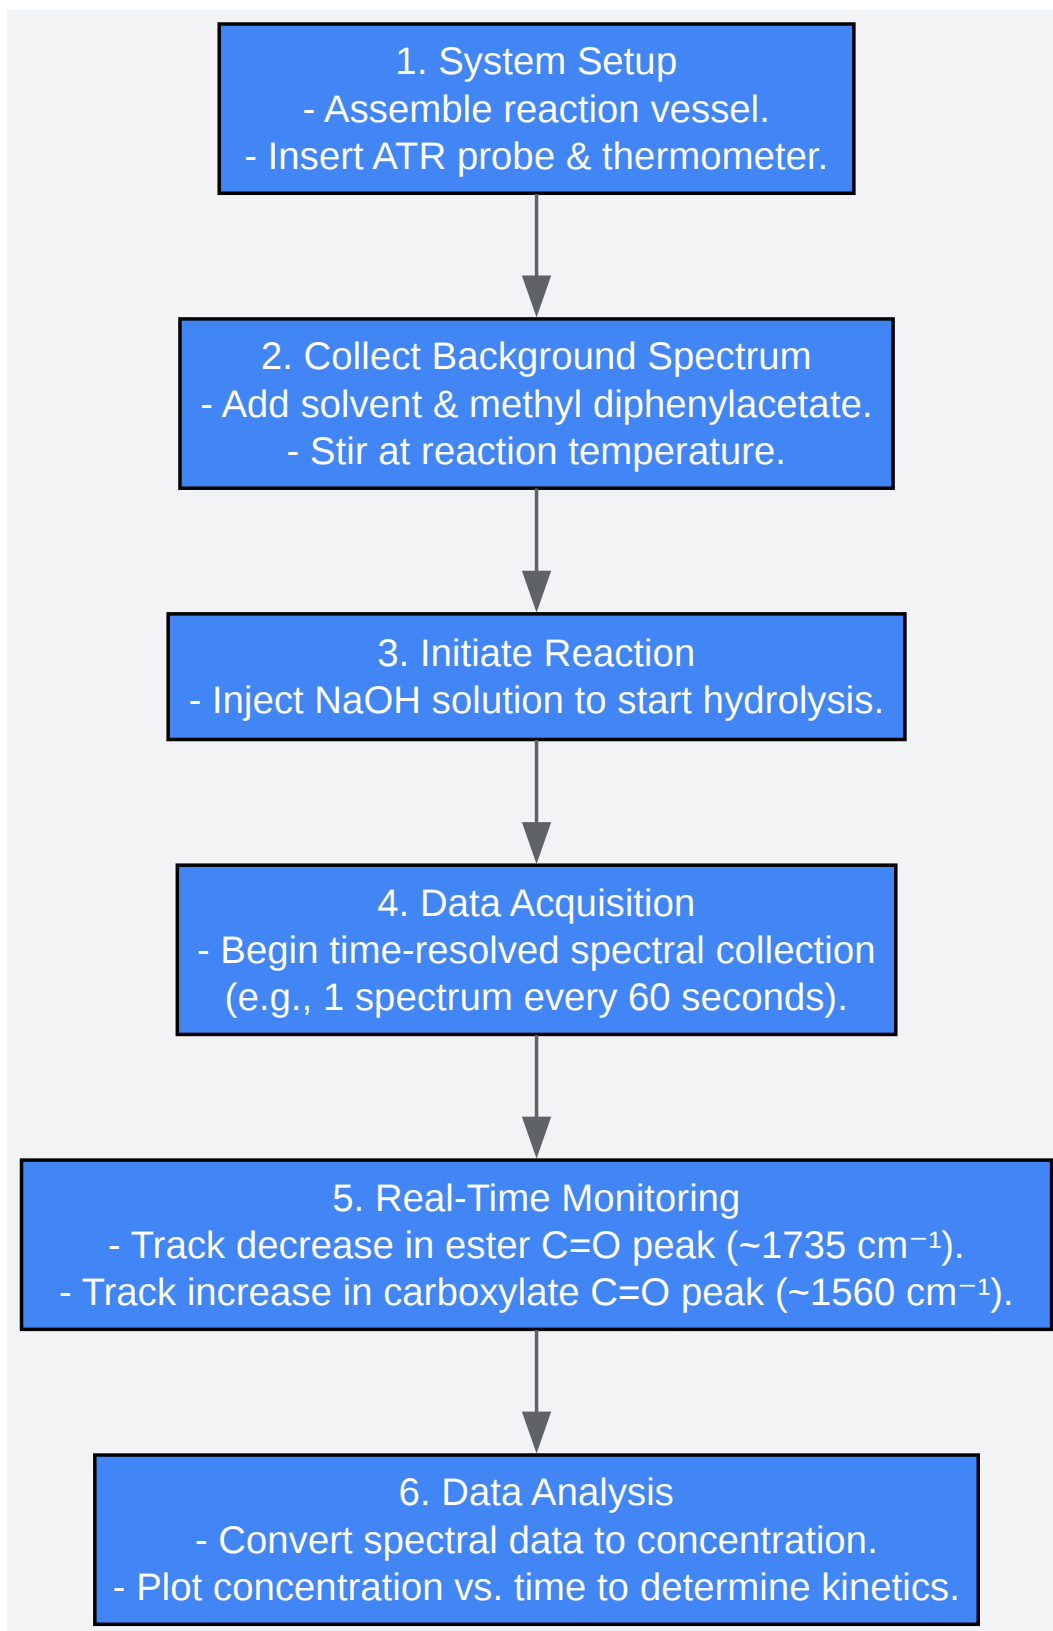 1. System Setup
- Assemble reaction vessel.
- Insert ATR probe & thermometer.
2. Collect Background Spectrum
- Add solvent & methyl diphenylacetate.
- Stir at reaction temperature.
3. Initiate Reaction
- Inject NaOH solution to start hydrolysis.
4. Data Acquisition
- Begin time-resolved spectral collection
(e.g., 1 spectrum every 60 seconds).
5. Real-Time Monitoring
- Track decrease in ester C=O peak (~1735 cm⁻¹).
- Track increase in carboxylate C=O peak (~1560 cm⁻¹).
6. Data Analysis
- Convert spectral data to concentration.
- Plot concentration vs. time to determine kinetics.